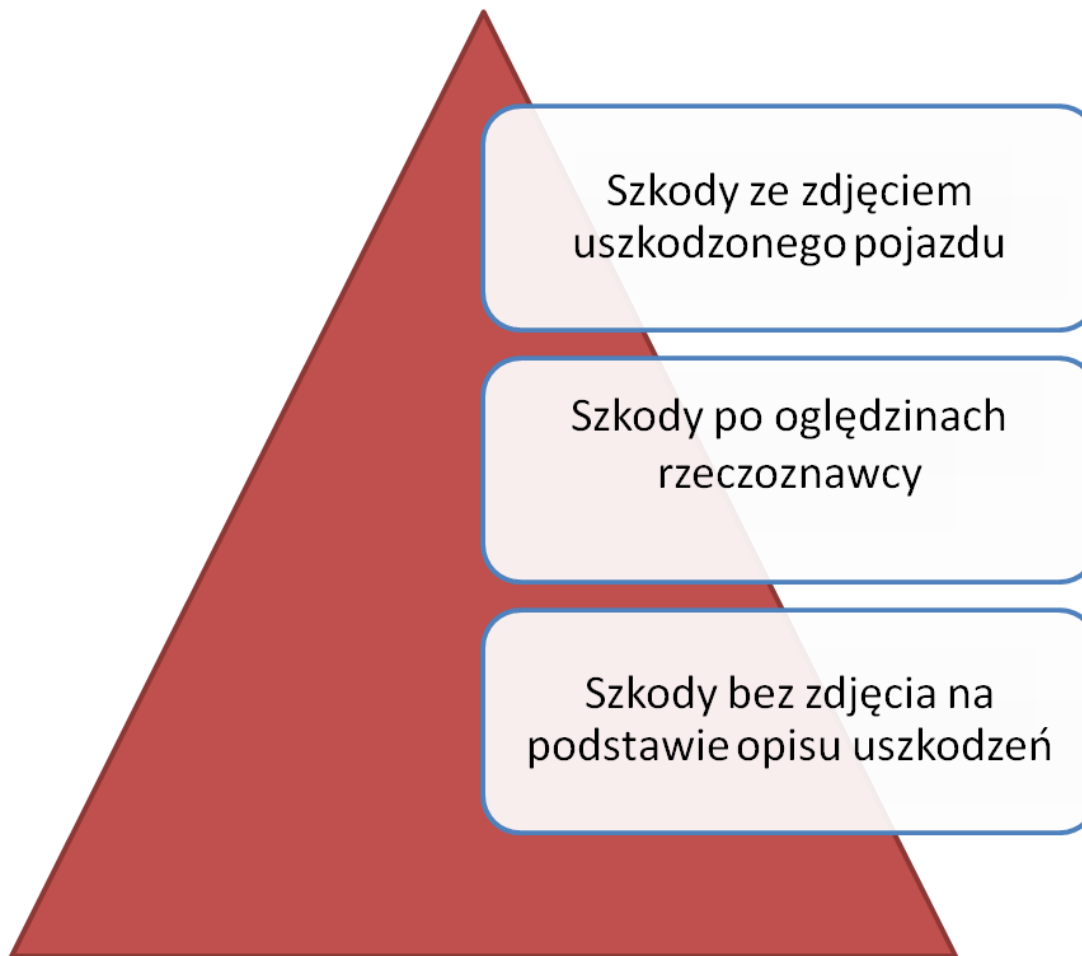 Szkody ze zdjęciem
uszkodzonego pojazdu
Szkody po oględzinach
rzeczoznawcy
Szkody bez zdjęcia na
podstawie opisu uszkodzeń